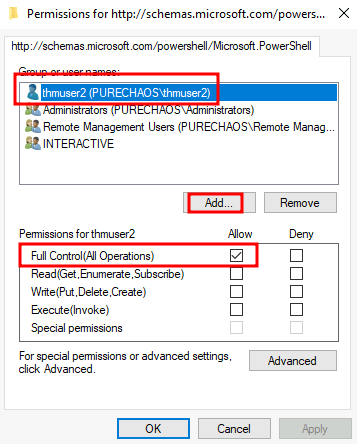 Permissions for http://schemas.microsoft.com/powers...
http://schemas.microsoft.com/powershell/Microsoft.PowerShell
Group or user names:
thmuser2 (PURECHAOS\thmuser2)
Administrators (PURECHAOS\Administrators)
Remote Management Users (PURECHAOS\Remote Manag...
INTERACTIVE
Add... Remove
Permissions for thmuser2 Allow Deny
Full Control(All Operations)
Read(Get,Enumerate,Subscribe)
Write(Put,Delete,Create)
Execute(Invoke)
Special permissions
For special permissions or advanced settings, Advanced
click Advanced.
OK Cancel Apply